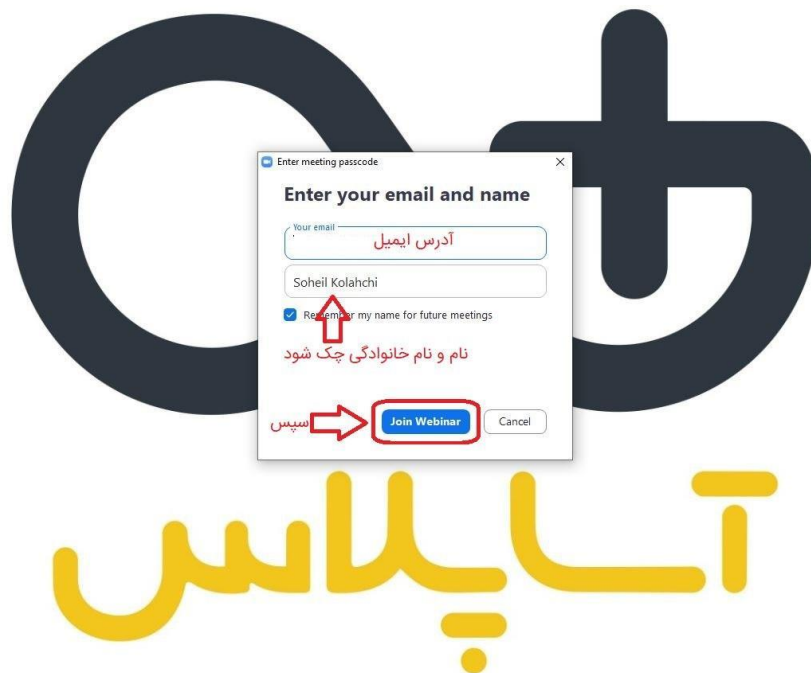 Enter meeting passcode
Enter your email and name
Your email
آدرس ایمیل
Soheil Kolahchi
Remember my name for future meetings
نام و نام خانوادگی چک شود
سپس
Join Webinar
Cancel
آسپلاس